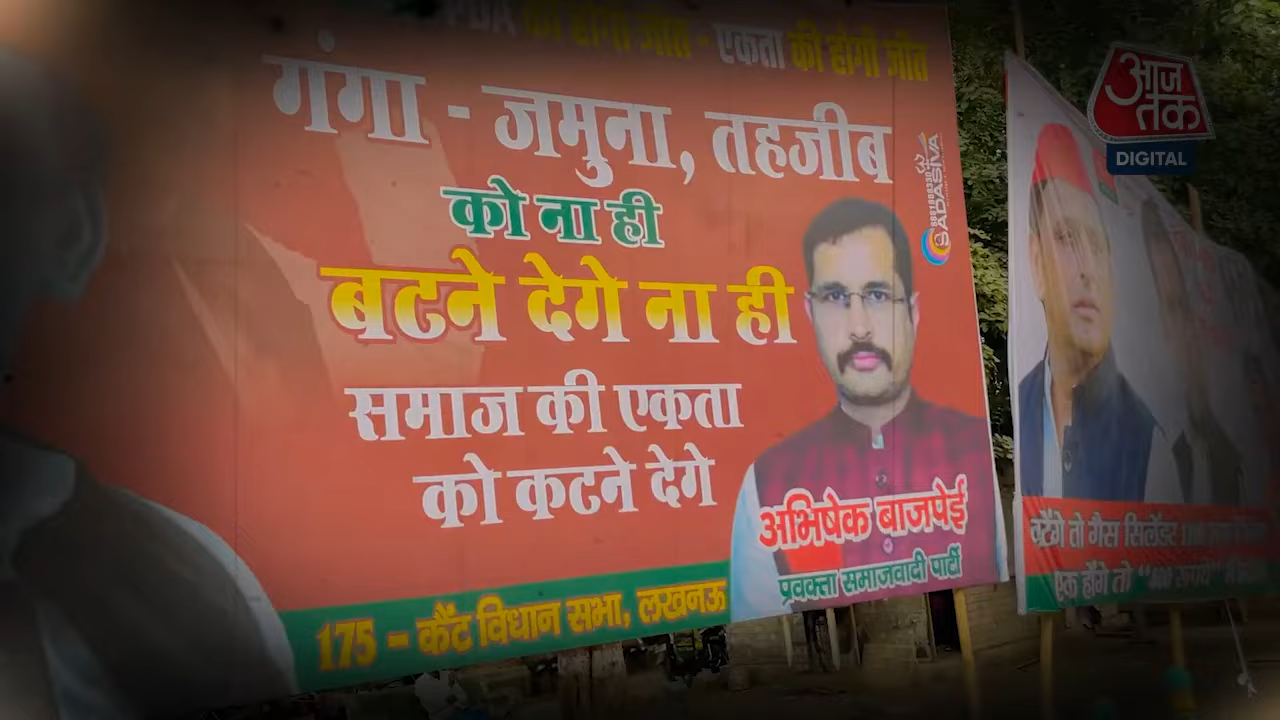 PDA की होगी जीत - एकता की होगी जीत
गंगा - जमुना, तहजीब
को ना ही
बटने देगे ना ही
समाज की एकता
को कटने देगे
अभिषेक बाजपेई
प्रवक्ता समाजवादी पार्टी
175 - कैंट विधान सभा, लखनऊ
SADASIVA
आज
तक
DIGITAL
बटेंगे तो गैस सिलेंडर
एक होंगे तो